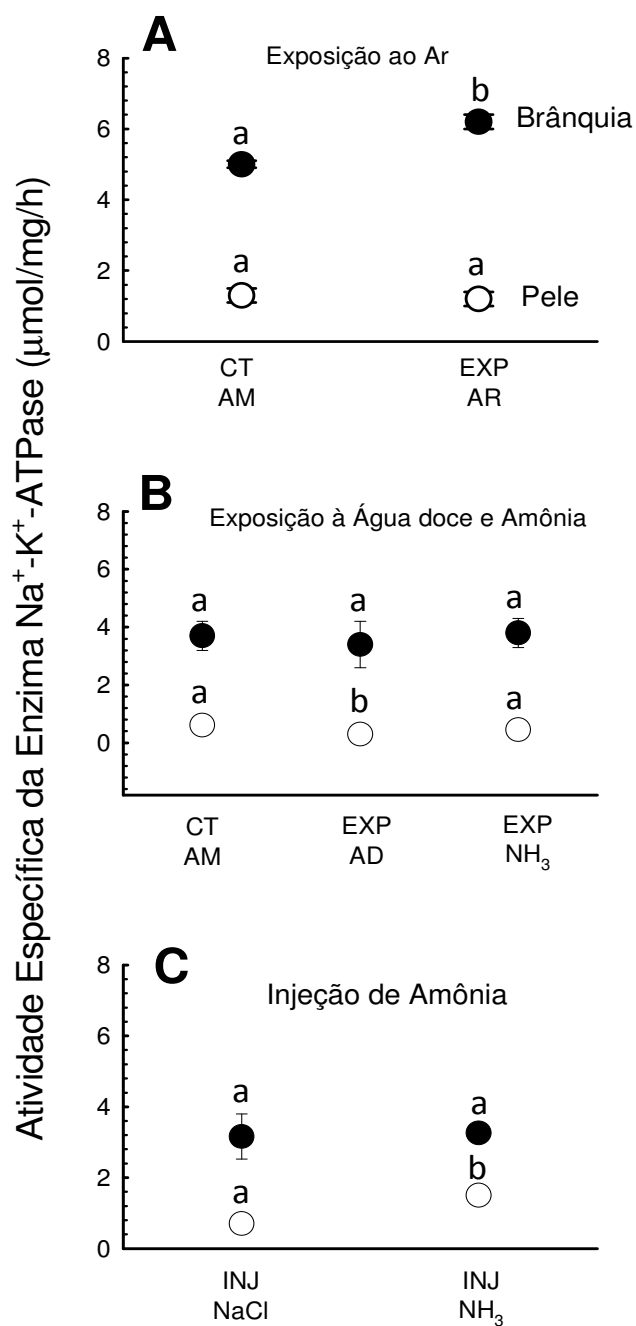 Atividade Específica da Enzima Na⁺-K⁺-ATPase (µmol/mg/h)
A
Exposição ao Ar
8
6
4
2
0
a
b
Brânquia
a
a
Pele
CT
AM
EXP
AR
B
Exposição à Água doce e Amônia
8
6
4
2
0
a
a
a
a
b
a
CT
AM
EXP
AD
EXP
NH₃
C
Injeção de Amônia
8
6
4
2
0
a
a
a
b
INJ
NaCl
INJ
NH₃